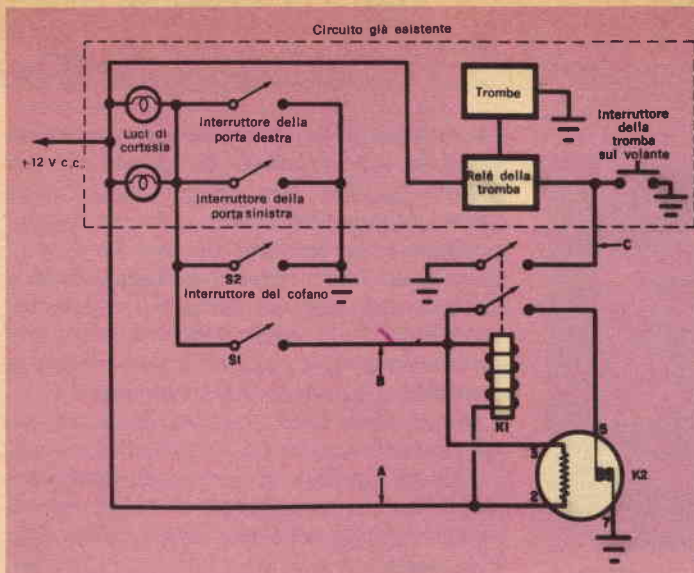 Circuito già esistente
Luci di
cortesia
+12 V c.c.
Interruttore della
porta destra
Interruttore della
porta sinistra
S2
Interruttore del cofano
S1
Trombe
Relé della
tromba
Interruttore
della
tromba
sul volante
C
B
K1
A
5
3
2
7
K2